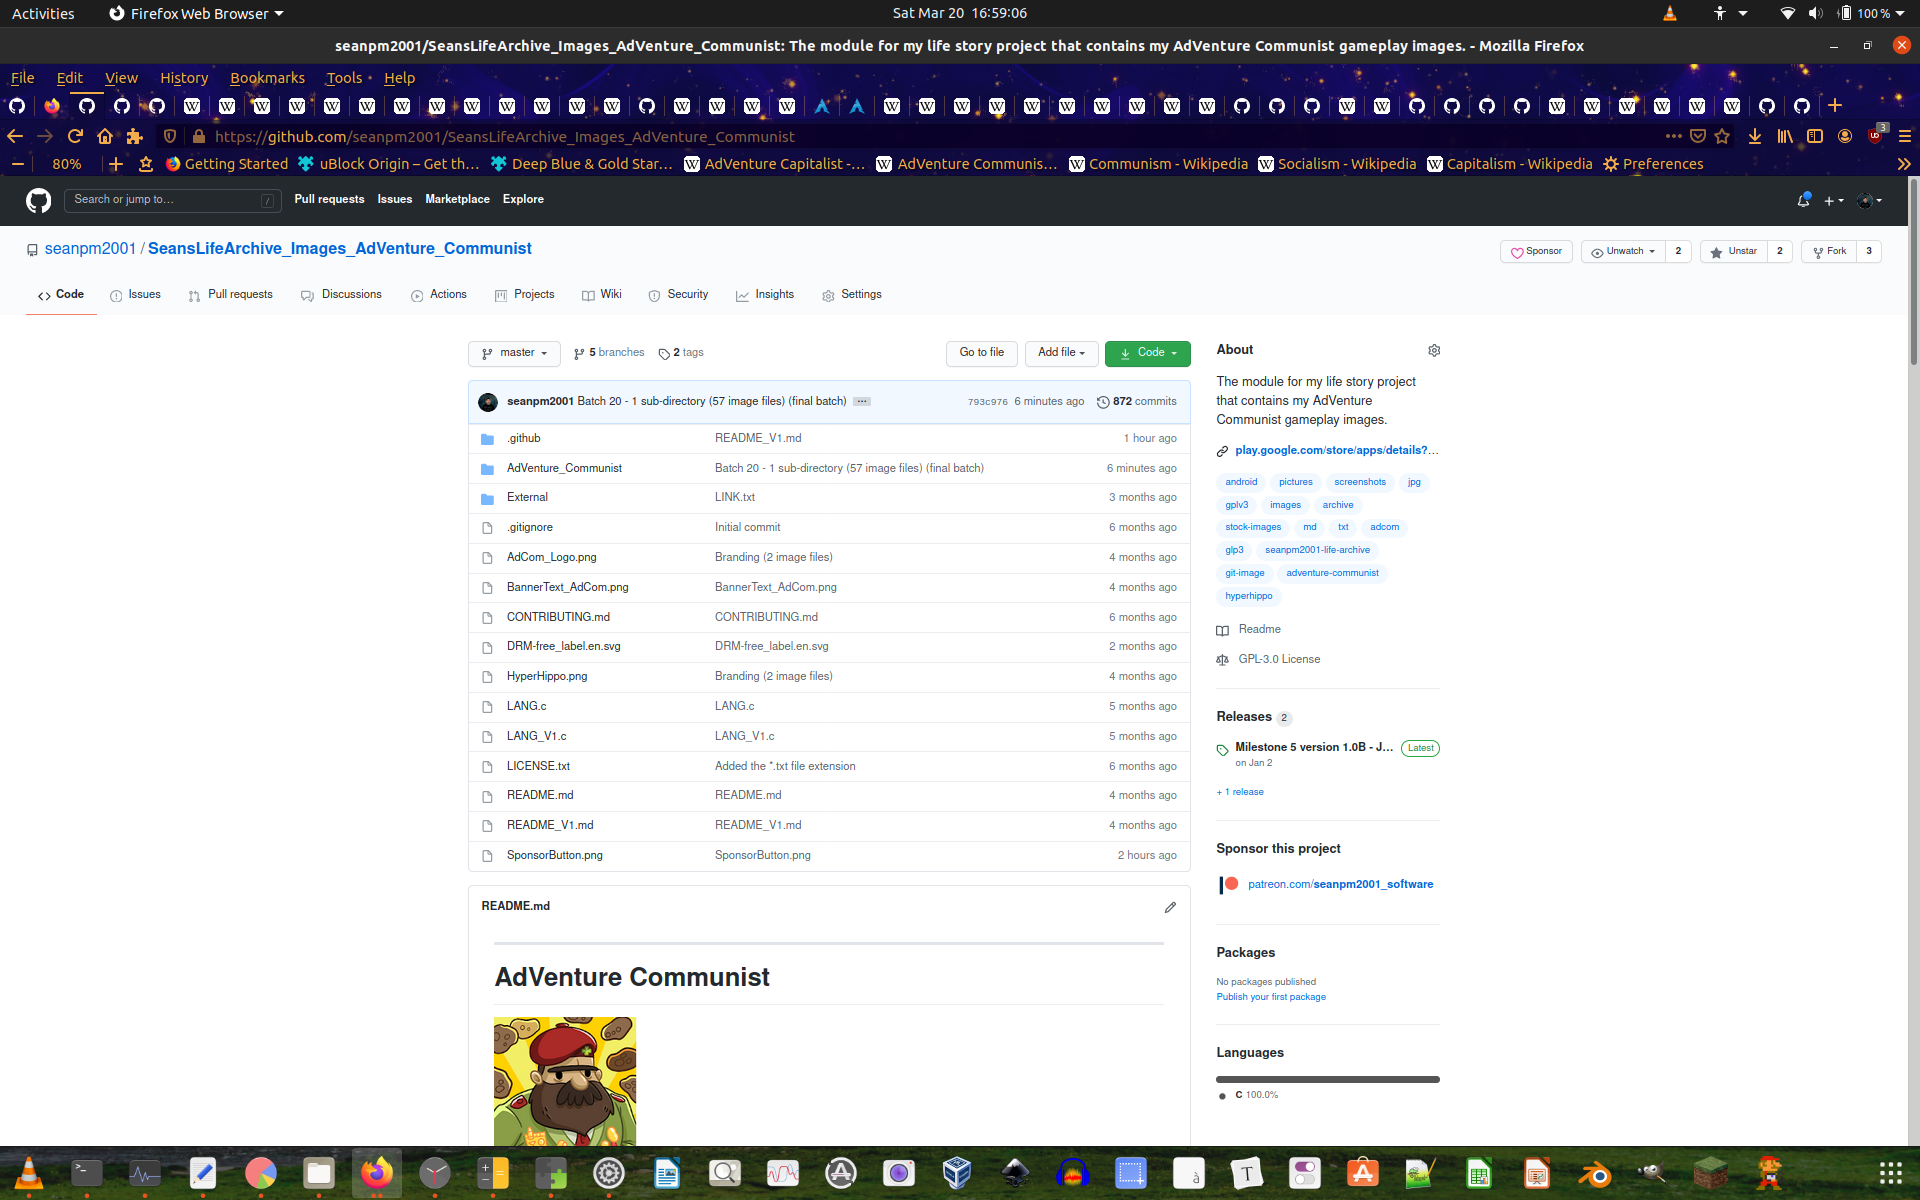 Activities Firefox Web Browser Sat Mar 20 16:59:06 100 %
seanpm2001/SeansLifeArchive_Images_AdVenture_Communist: The module for my life story project that contains my AdVenture Communist gameplay images. - Mozilla Firefox
File Edit View History Bookmarks Tools Help
https://github.com/seanpm2001/SeansLifeArchive_Images_AdVenture_Communist 3
80% Getting Started uBlock Origin – Get th… Deep Blue & Gold Star… AdVenture Capitalist -… AdVenture Communis… Communism - Wikipedia Socialism - Wikipedia Capitalism - Wikipedia Preferences
Search or jump to… / Pull requests Issues Marketplace Explore
seanpm2001 / SeansLifeArchive_Images_AdVenture_Communist Sponsor Unwatch 2 Unstar 2 Fork 3
Code Issues Pull requests Discussions Actions Projects Wiki Security Insights Settings
master 5 branches 2 tags Go to file Add file Code
seanpm2001 Batch 20 - 1 sub-directory (57 image files) (final batch) … 793c976 6 minutes ago 872 commits
.github README_V1.md 1 hour ago
AdVenture_Communist Batch 20 - 1 sub-directory (57 image files) (final batch) 6 minutes ago
External LINK.txt 3 months ago
.gitignore Initial commit 6 months ago
AdCom_Logo.png Branding (2 image files) 4 months ago
BannerText_AdCom.png BannerText_AdCom.png 4 months ago
CONTRIBUTING.md CONTRIBUTING.md 6 months ago
DRM-free_label.en.svg DRM-free_label.en.svg 2 months ago
HyperHippo.png Branding (2 image files) 4 months ago
LANG.c LANG.c 5 months ago
LANG_V1.c LANG_V1.c 5 months ago
LICENSE.txt Added the *.txt file extension 6 months ago
README.md README.md 4 months ago
README_V1.md README_V1.md 4 months ago
SponsorButton.png SponsorButton.png 2 hours ago
README.md
AdVenture Communist
About
The module for my life story project
that contains my AdVenture
Communist gameplay images.
play.google.com/store/apps/details?…
android pictures screenshots jpg
gplv3 images archive
stock-images md txt adcom
glp3 seanpm2001-life-archive
git-image adventure-communist
hyperhippo
Readme
GPL-3.0 License
Releases 2
Milestone 5 version 1.0B - J… Latest
on Jan 2
+ 1 release
Sponsor this project
patreon.com/seanpm2001_software
Packages
No packages published
Publish your first package
Languages
C 100.0%